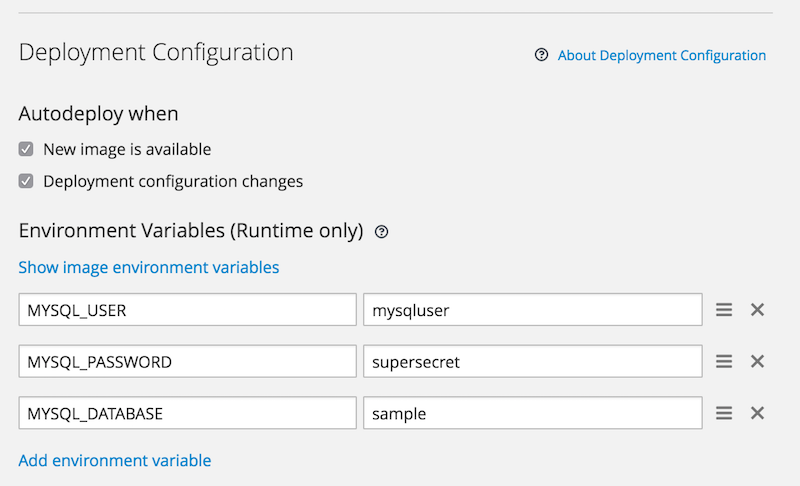 Deployment Configuration
About Deployment Configuration
Autodeploy when
New image is available
Deployment configuration changes
Environment Variables (Runtime only)
Show image environment variables
MYSQL_USER mysqluser
MYSQL_PASSWORD supersecret
MYSQL_DATABASE sample
Add environment variable